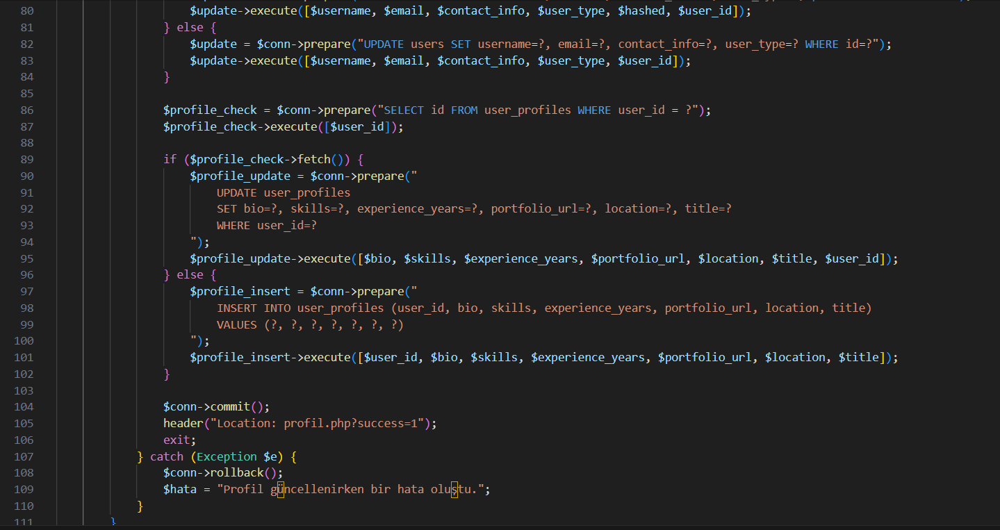 80 $update->execute([$username, $email, $contact_info, $user_type, $hashed, $user_id]);
81 } else {
82 $update = $conn->prepare("UPDATE users SET username=?, email=?, contact_info=?, user_type=? WHERE id=?");
83 $update->execute([$username, $email, $contact_info, $user_type, $user_id]);
84 }
85
86 $profile_check = $conn->prepare("SELECT id FROM user_profiles WHERE user_id = ?");
87 $profile_check->execute([$user_id]);
88
89 if ($profile_check->fetch()) {
90 $profile_update = $conn->prepare("
91 UPDATE user_profiles
92 SET bio=?, skills=?, experience_years=?, portfolio_url=?, location=?, title=?
93 WHERE user_id=?
94 ");
95 $profile_update->execute([$bio, $skills, $experience_years, $portfolio_url, $location, $title, $user_id]);
96 } else {
97 $profile_insert = $conn->prepare("
98 INSERT INTO user_profiles (user_id, bio, skills, experience_years, portfolio_url, location, title)
99 VALUES (?, ?, ?, ?, ?, ?, ?)
100 ");
101 $profile_insert->execute([$user_id, $bio, $skills, $experience_years, $portfolio_url, $location, $title]);
102 }
103
104 $conn->commit();
105 header("Location: profil.php?success=1");
106 exit;
107 } catch (Exception $e) {
108 $conn->rollback();
109 $hata = "Profil güncellenirken bir hata oluştu.";
110 }
111 }